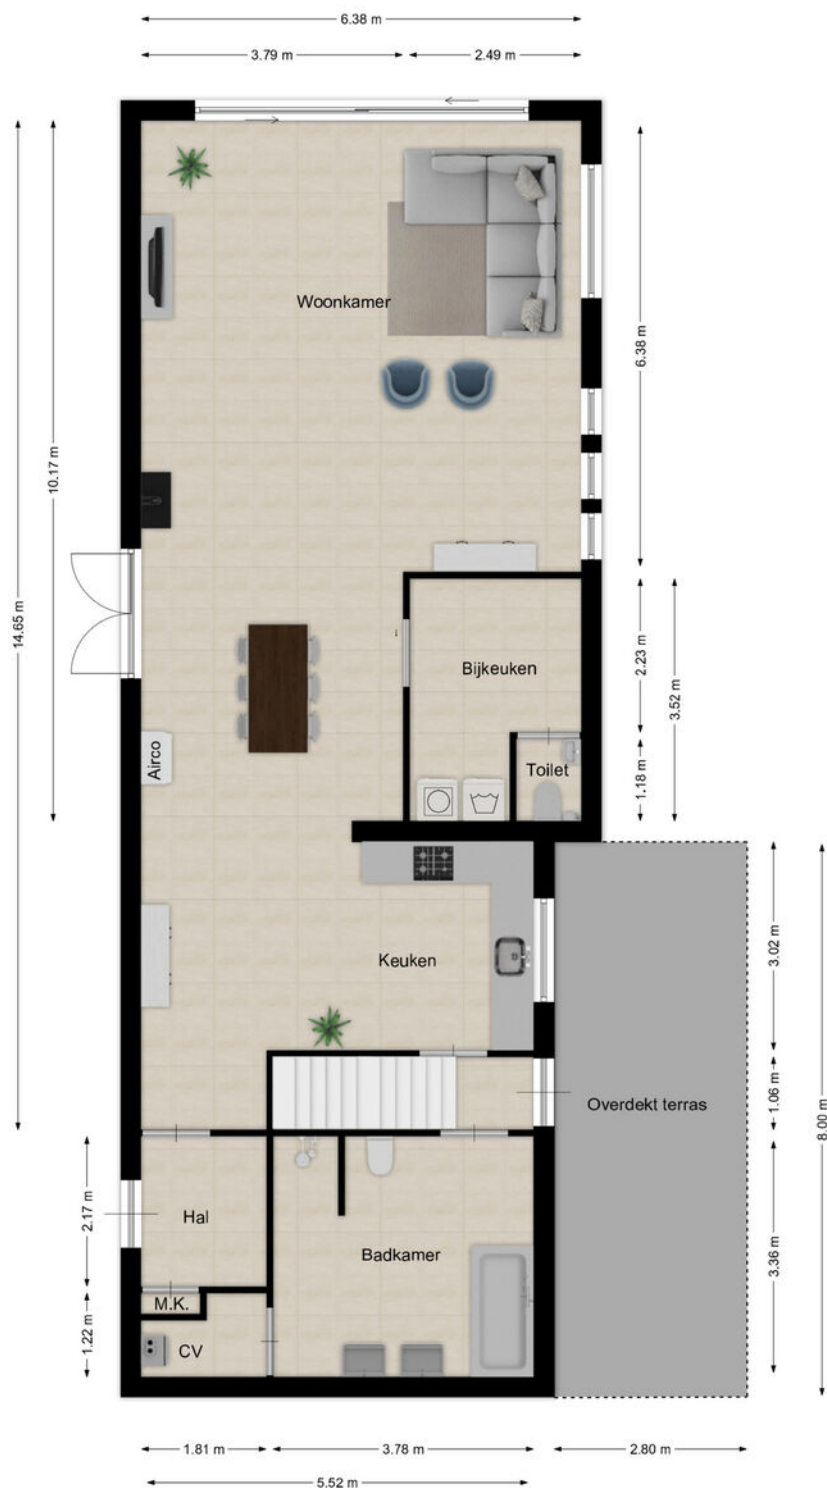 6.38 m
3.79 m
2.49 m
Woonkamer
6.38 m
10.17 m
14.65 m
Bijkeuken
2.23 m
3.52 m
Airco
Toilet
1.18 m
Keuken
3.02 m
Overdekt terras
1.06 m
8.00 m
Hal
2.17 m
Badkamer
3.36 m
M.K.
CV
1.22 m
1.81 m
3.78 m
2.80 m
5.52 m